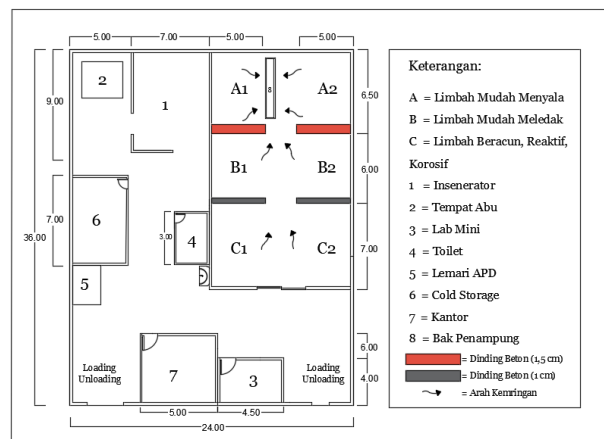 5.00
7.00
5.00
5.00
9.00
7.00
36.00
3.00
6.50
6.00
7.00
6.00
4.00
5.00
4.50
24.00
2
1
A1
8
A2
B1
B2
6
4
C1
C2
5
Loading
Unloading
7
3
Loading
Unloading
Keterangan:
A = Limbah Mudah Menyala
B = Limbah Mudah Meledak
C = Limbah Beracun, Reaktif,
Korosif
1 = Insenerator
2 = Tempat Abu
3 = Lab Mini
4 = Toilet
5 = Lemari APD
6 = Cold Storage
7 = Kantor
8 = Bak Penampung
= Dinding Beton (1,5 cm)
= Dinding Beton (1 cm)
= Arah Kemringan